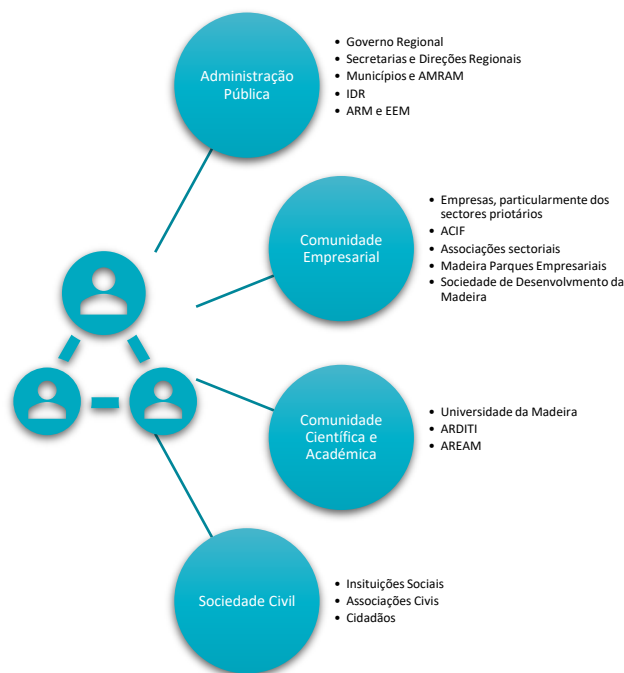 Administração
Pública
• Governo Regional
• Secretarias e Direções Regionais
• Municípios e AMRAM
• IDR
• ARM e EEM
Comunidade
Empresarial
• Empresas, particularmente dos
sectores priotários
• ACIF
• Associações sectoriais
• Madeira Parques Empresariais
• Sociedade de Desenvolvmento da
Madeira
Comunidade
Científica e
Académica
• Universidade da Madeira
• ARDITI
• AREAM
Sociedade Civil
• Insituições Sociais
• Associações Civis
• Cidadãos